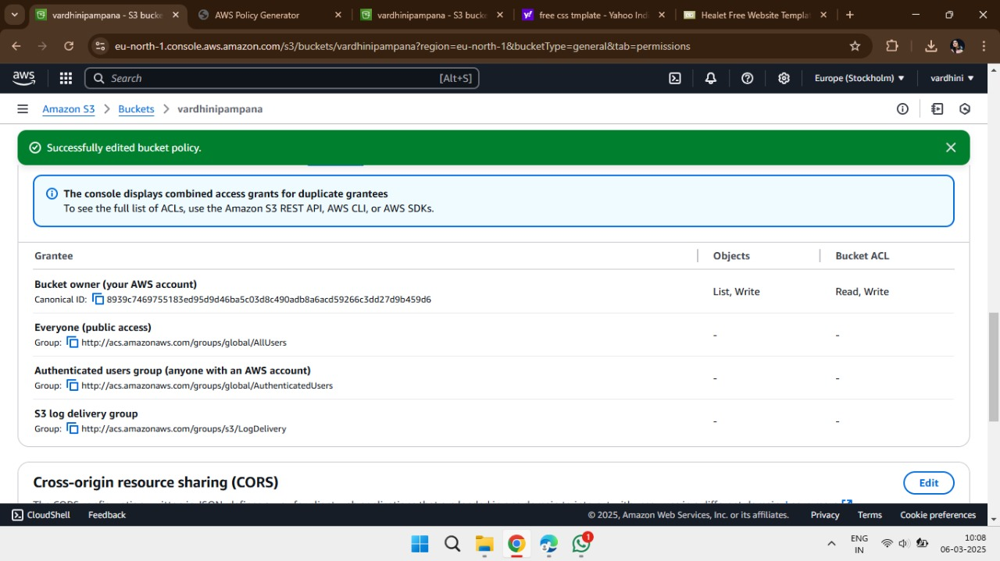 vardhinipampana - S3 bucke
AWS Policy Generator
vardhinipampana - S3 bucke
free css tmplate - Yahoo Ind
Healet Free Website Templa
eu-north-1.console.aws.amazon.com/s3/buckets/vardhinipampana?region=eu-north-1&bucketType=general&tab=permissions
aws
Search
[Alt+S]
Europe (Stockholm)
vardhini
Amazon S3
Buckets
vardhinipampana
Successfully edited bucket policy.
The console displays combined access grants for duplicate grantees
To see the full list of ACLs, use the Amazon S3 REST API, AWS CLI, or AWS SDKs.
Grantee
Objects
Bucket ACL
Bucket owner (your AWS account)
Canonical ID: 8939c7469755183ed95d9d46ba5c03d8c490adb8a6acd59266c3dd27d9b459d6
List, Write
Read, Write
Everyone (public access)
Group: http://acs.amazonaws.com/groups/global/AllUsers
-
-
Authenticated users group (anyone with an AWS account)
Group: http://acs.amazonaws.com/groups/global/AuthenticatedUsers
-
-
S3 log delivery group
Group: http://acs.amazonaws.com/groups/s3/LogDelivery
-
-
Cross-origin resource sharing (CORS)
Edit
CloudShell
Feedback
© 2025, Amazon Web Services, Inc. or its affiliates.
Privacy
Terms
Cookie preferences
1
ENG
IN
10:08
06-03-2025